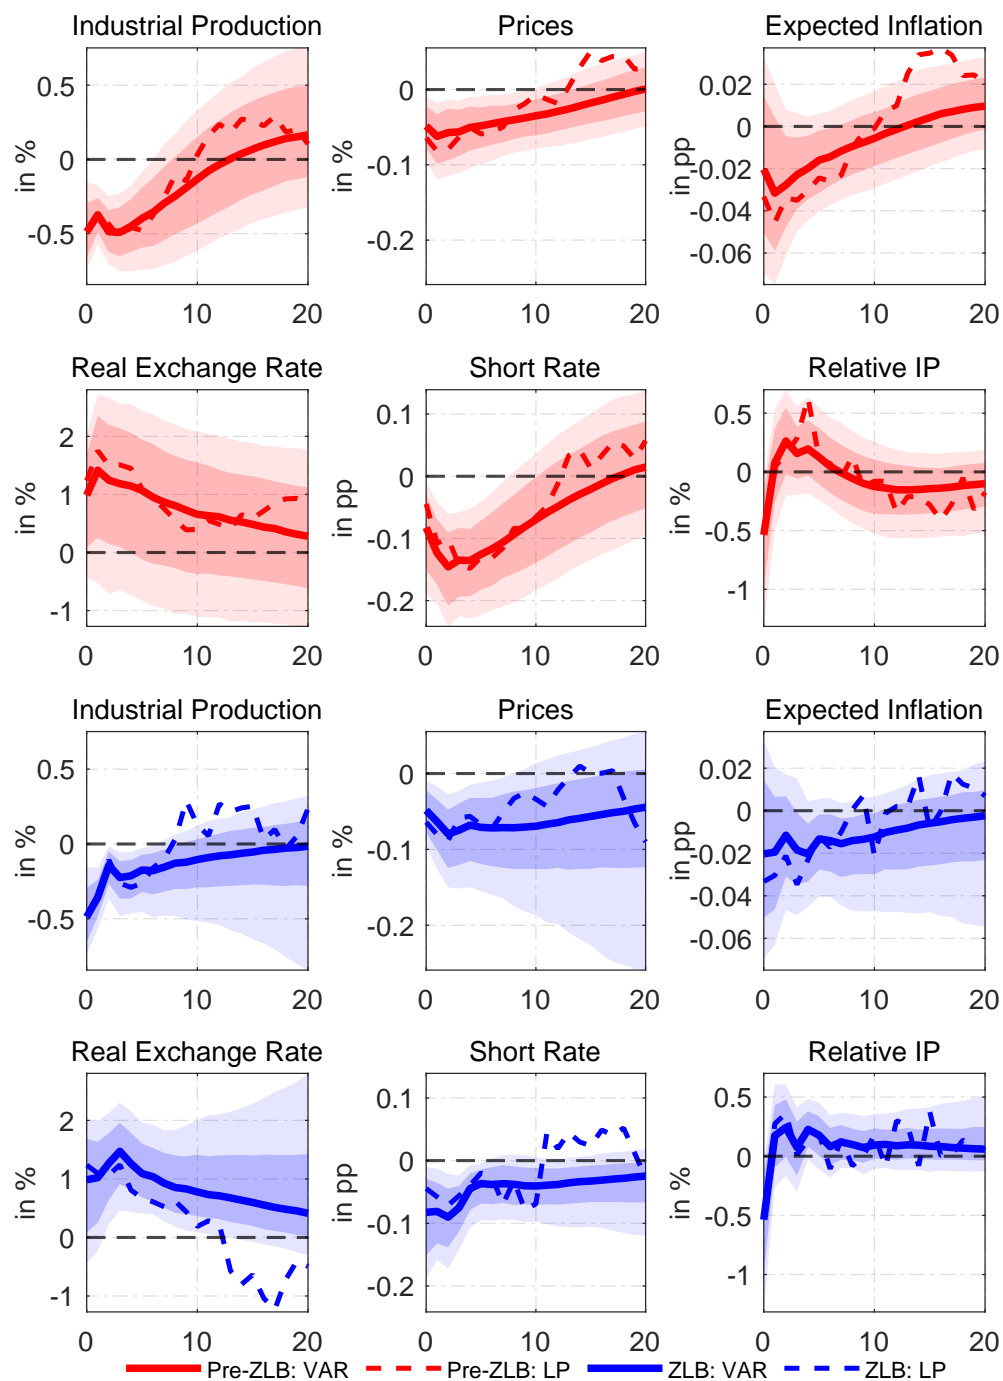 Industrial Production Prices Expected Inflation
0.5 0 -0.5 in % 0 10 20
0 -0.1 -0.2 in % 0 10 20
0.02 0 -0.02 -0.04 -0.06 in pp 0 10 20
Real Exchange Rate Short Rate Relative IP
2 1 0 -1 in % 0 10 20
0.1 0 -0.1 -0.2 in pp 0 10 20
0.5 0 -0.5 -1 in % 0 10 20
Industrial Production Prices Expected Inflation
0.5 0 -0.5 in % 0 10 20
0 -0.1 -0.2 in % 0 10 20
0.02 0 -0.02 -0.04 -0.06 in pp 0 10 20
Real Exchange Rate Short Rate Relative IP
2 1 0 -1 in % 0 10 20
0.1 0 -0.1 -0.2 in pp 0 10 20
0.5 0 -0.5 -1 in % 0 10 20
Pre-ZLB: VAR Pre-ZLB: LP ZLB: VAR ZLB: LP